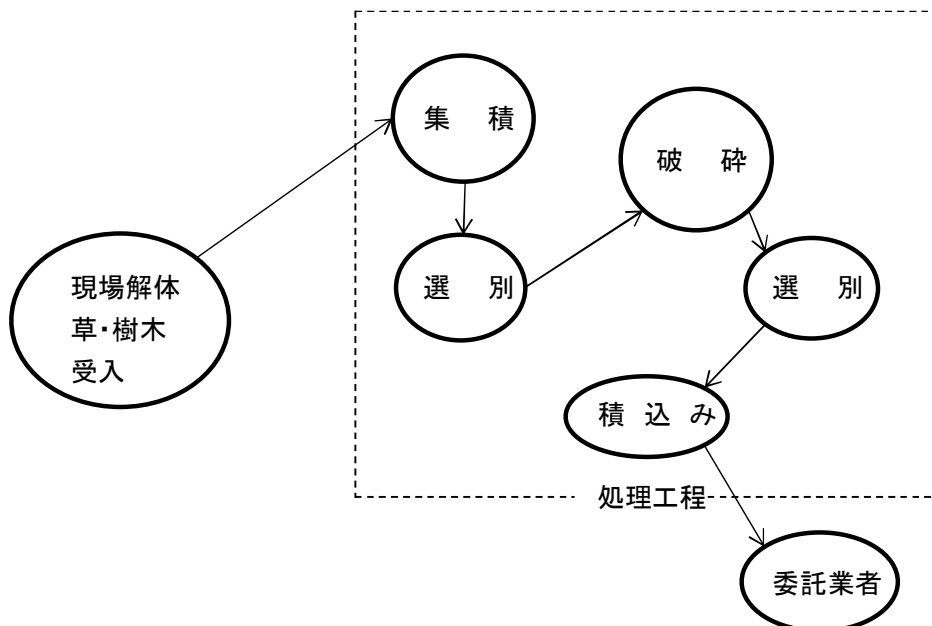 現場解体
草・樹木
受入
集 積
選 別
破 砕
選 別
積 込 み
処理工程
委託業者